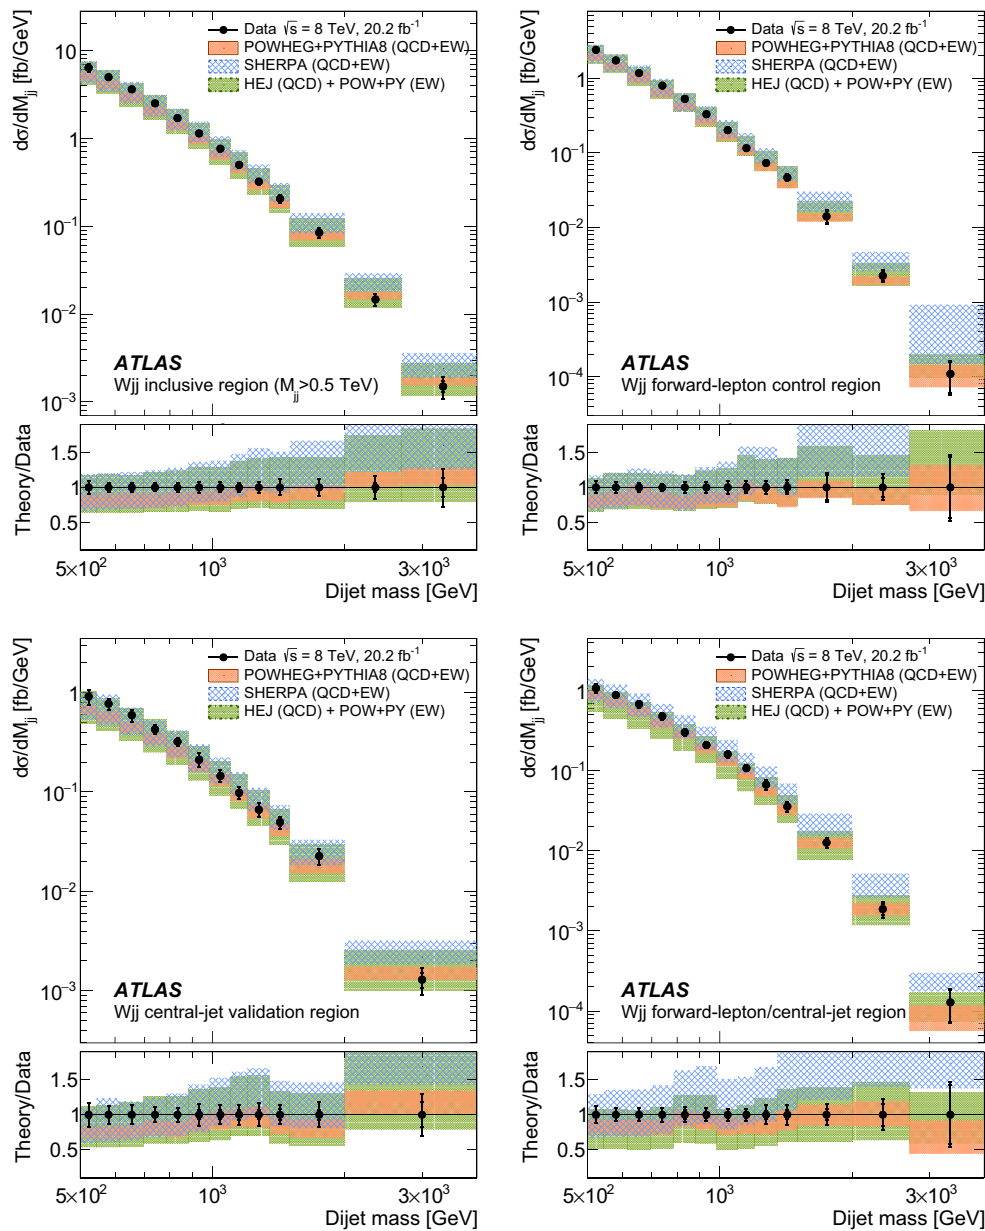 dσ/dM_jj [fb/GeV]
Data √s = 8 TeV, 20.2 fb⁻¹
POWHEG+PYTHIA8 (QCD+EW)
SHERPA (QCD+EW)
HEJ (QCD) + POW+PY (EW)
10
1
10⁻¹
10⁻²
10⁻³
ATLAS
Wjj inclusive region (M_jj>0.5 TeV)
Theory/Data
1.5
1
0.5
5×10² 10³ 3×10³
Dijet mass [GeV]
dσ/dM_jj [fb/GeV]
Data √s = 8 TeV, 20.2 fb⁻¹
POWHEG+PYTHIA8 (QCD+EW)
SHERPA (QCD+EW)
HEJ (QCD) + POW+PY (EW)
1
10⁻¹
10⁻²
10⁻³
10⁻⁴
ATLAS
Wjj forward-lepton control region
Theory/Data
1.5
1
0.5
5×10² 10³ 3×10³
Dijet mass [GeV]
dσ/dM_jj [fb/GeV]
Data √s = 8 TeV, 20.2 fb⁻¹
POWHEG+PYTHIA8 (QCD+EW)
SHERPA (QCD+EW)
HEJ (QCD) + POW+PY (EW)
1
10⁻¹
10⁻²
10⁻³
ATLAS
Wjj central-jet validation region
Theory/Data
1.5
1
0.5
5×10² 10³ 3×10³
Dijet mass [GeV]
dσ/dM_jj [fb/GeV]
Data √s = 8 TeV, 20.2 fb⁻¹
POWHEG+PYTHIA8 (QCD+EW)
SHERPA (QCD+EW)
HEJ (QCD) + POW+PY (EW)
1
10⁻¹
10⁻²
10⁻³
10⁻⁴
ATLAS
Wjj forward-lepton/central-jet region
Theory/Data
1.5
1
0.5
5×10² 10³ 3×10³
Dijet mass [GeV]